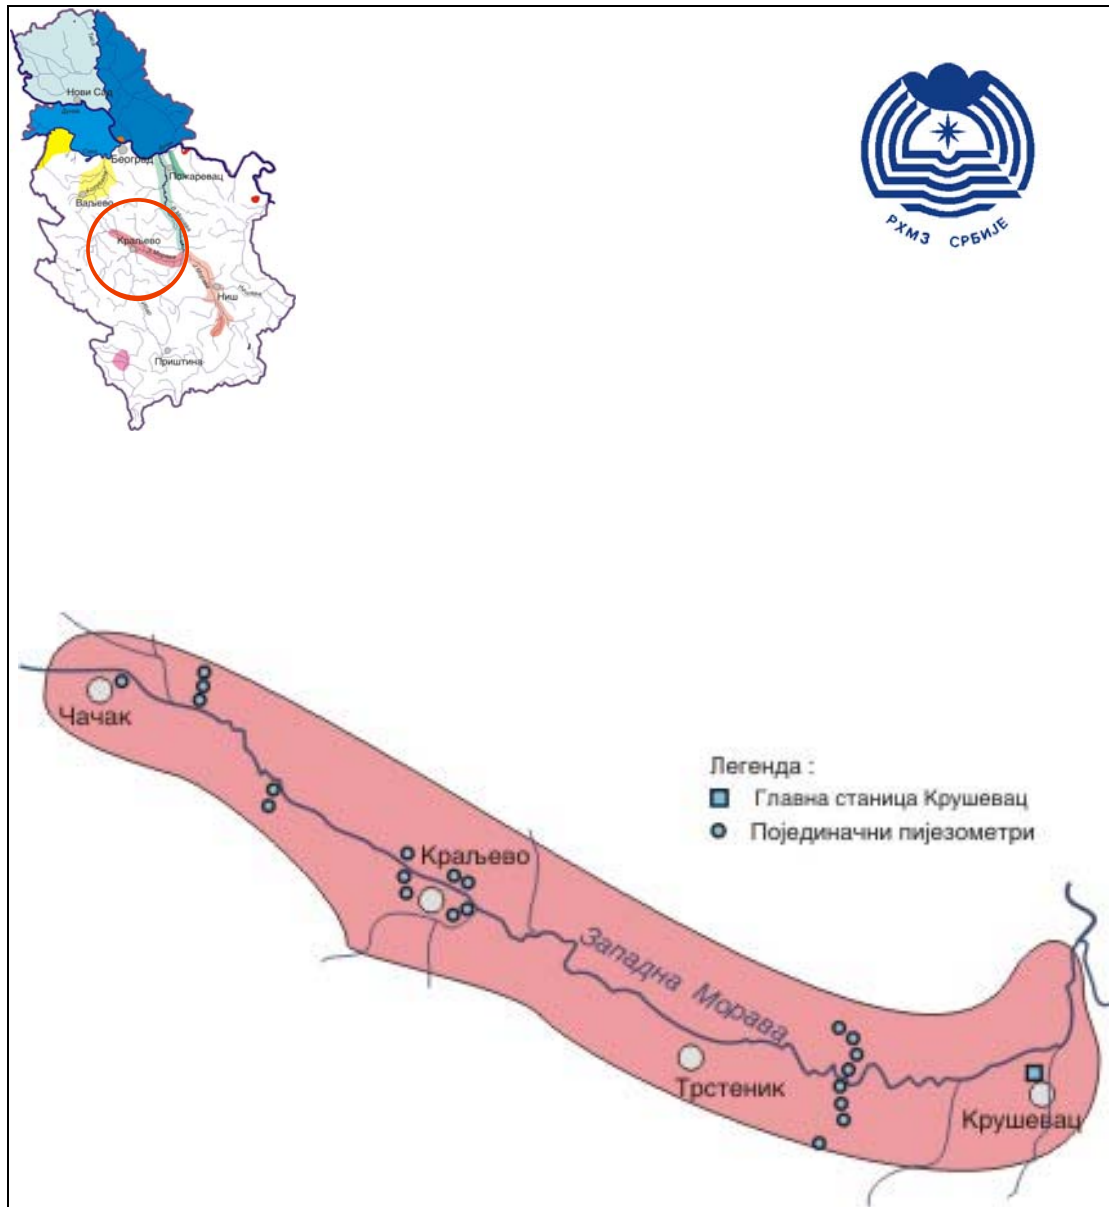 Нови Сад
Београд
Пожаревац
Ваљево
Краљево
Ниш
Приштина
РХМЗ СРБИЈЕ
Чачак
Легенда :
Главна станица Крушевац
Појединачни пијезометри
Краљево
Западна Морава
Трстеник
Крушевац